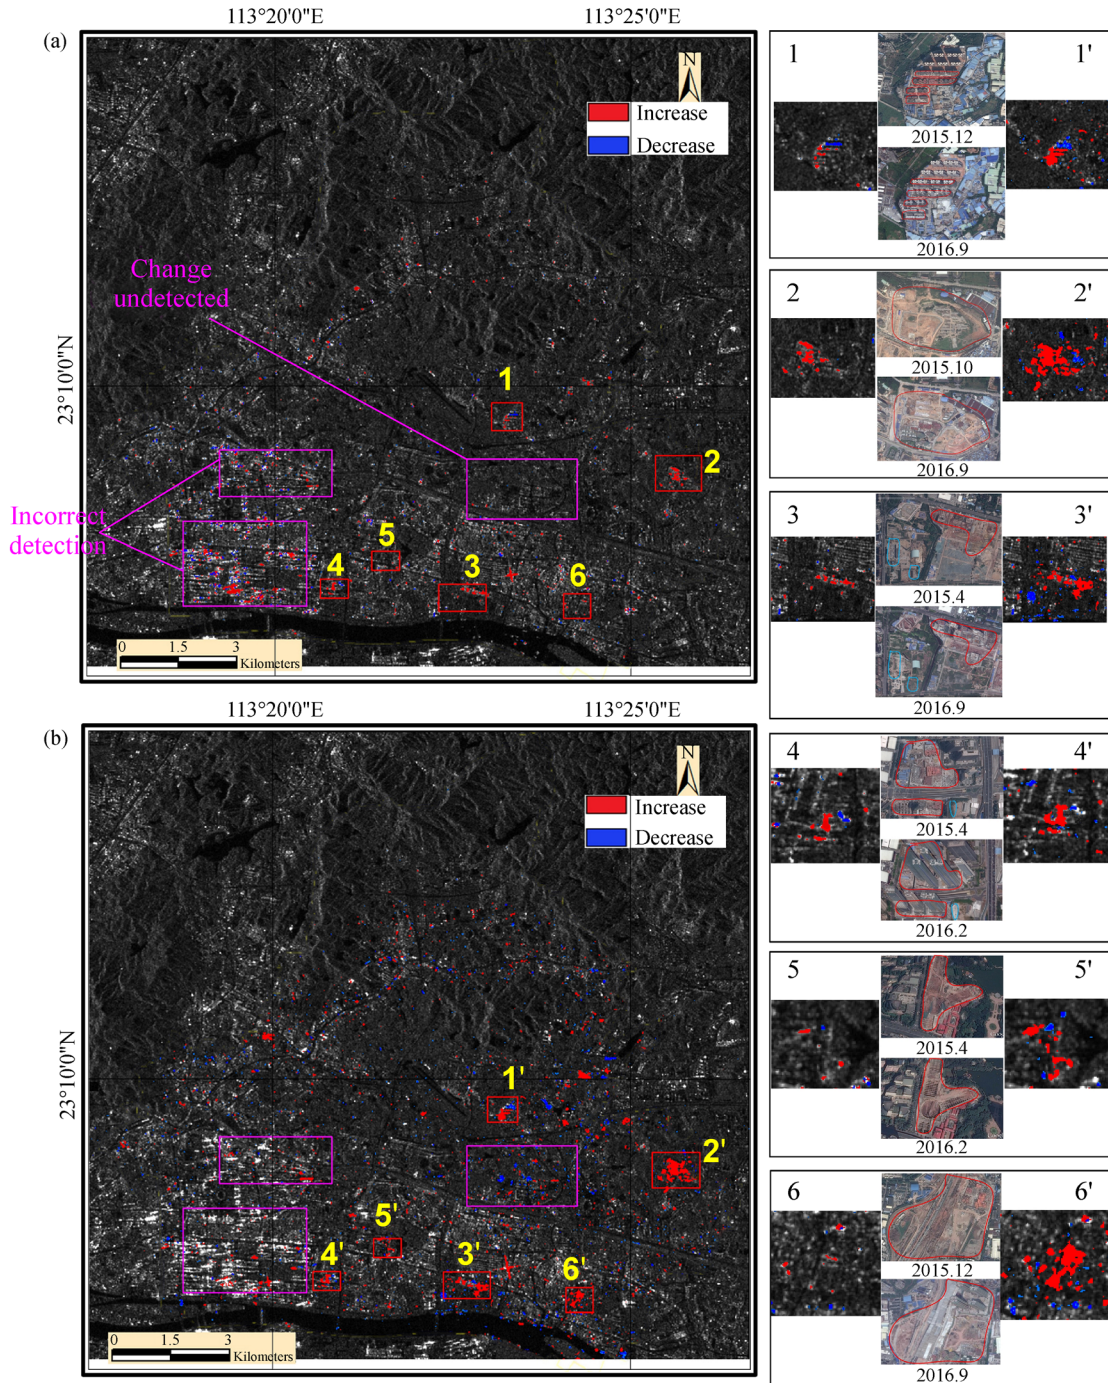 113°20'0"E 113°25'0"E
(a)
N
Increase
Decrease
Change
undetected
23°10'0"N
1
2
Incorrect
detection
5
4
3
6
0 1.5 3
Kilometers
113°20'0"E 113°25'0"E
(b)
N
Increase
Decrease
23°10'0"N
1'
2'
5'
4'
3'
6'
0 1.5 3
Kilometers
1 1'
2015.12
2016.9
2 2'
2015.10
2016.9
3 3'
2015.4
2016.9
4 4'
2015.4
2016.2
5 5'
2015.4
2016.2
6 6'
2015.12
2016.9